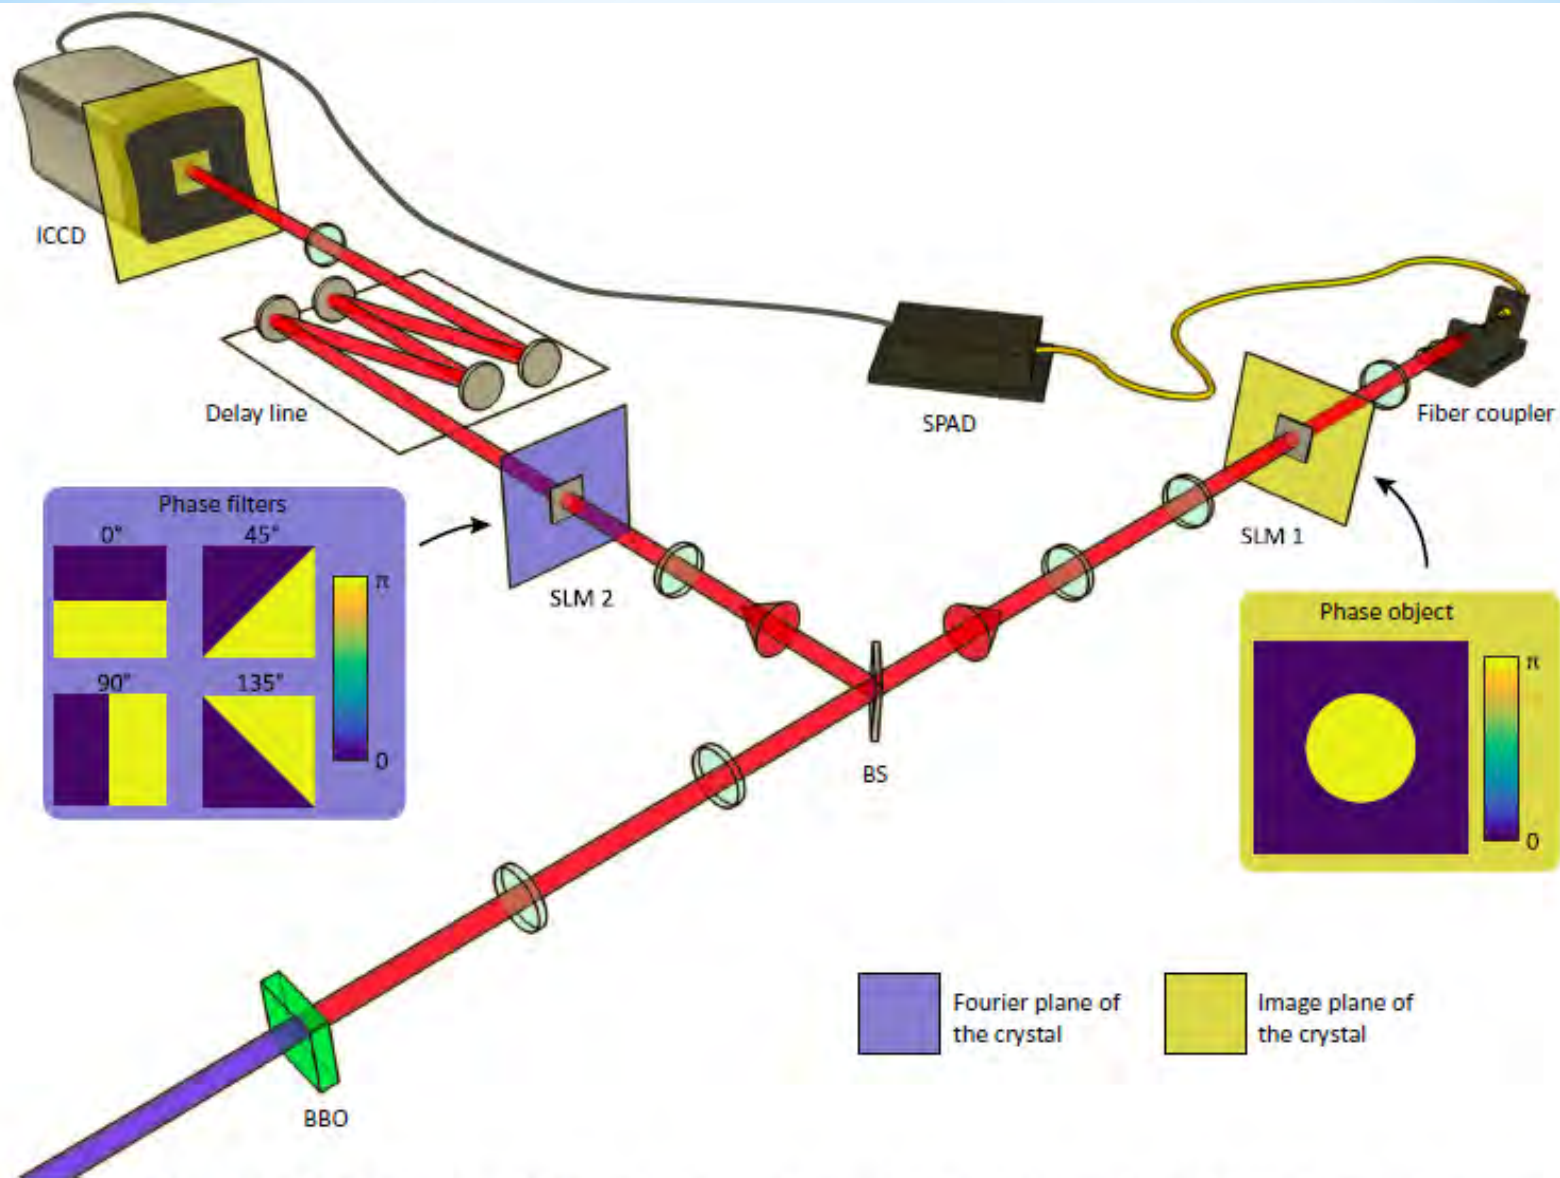 ICCD
Delay line
SPAD
Fiber coupler
SLM 1
Phase filters
0°
45°
π
90°
135°
0
SLM 2
Phase object
π
0
BS
Fourier plane of
the crystal
Image plane of
the crystal
BBO